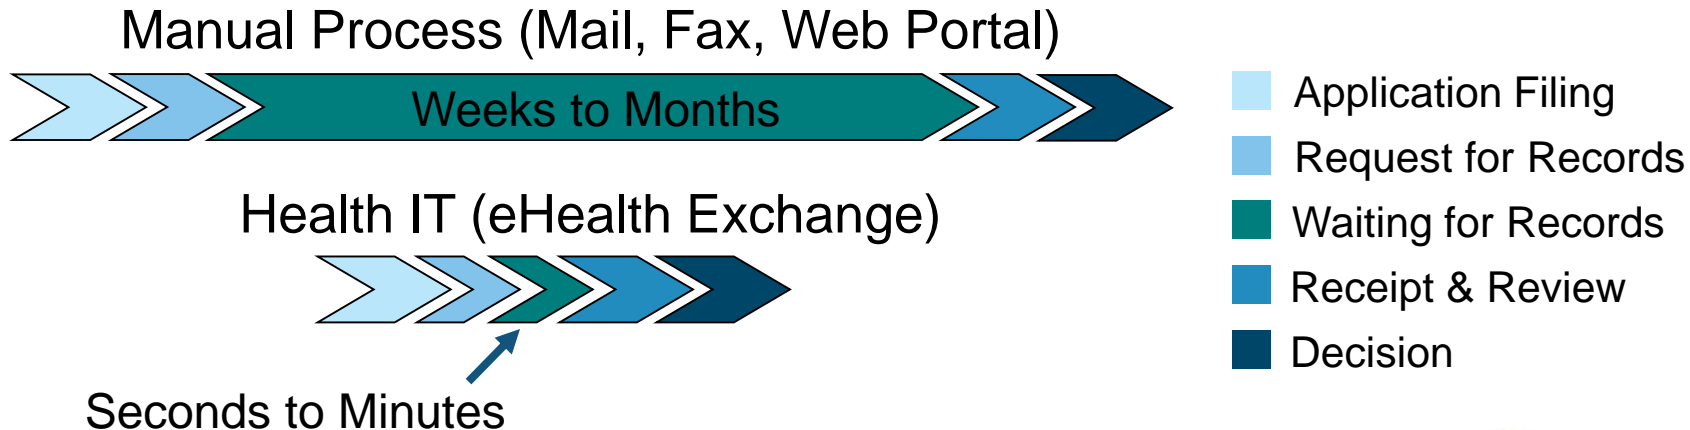 Manual Process (Mail, Fax, Web Portal)
Weeks to Months
Health IT (eHealth Exchange)
Seconds to Minutes
Application Filing
Request for Records
Waiting for Records
Receipt & Review
Decision